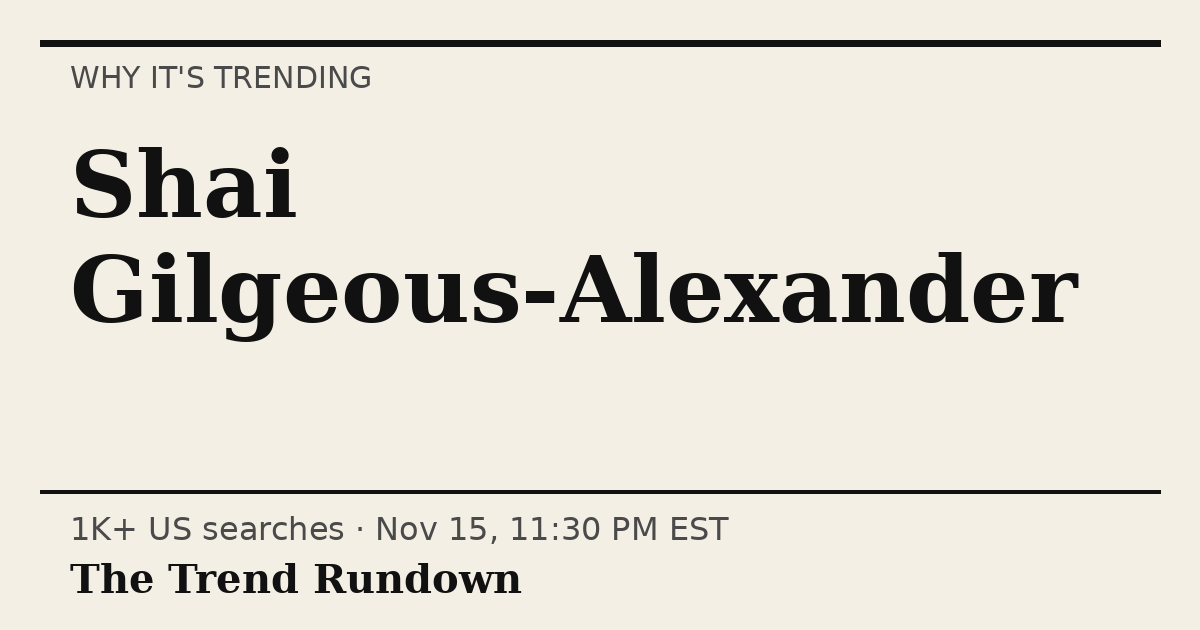 WHY IT'S TRENDING
Shai
Gilgeous-Alexander
1K+ US searches · Nov 15, 11:30 PM EST
The Trend Rundown